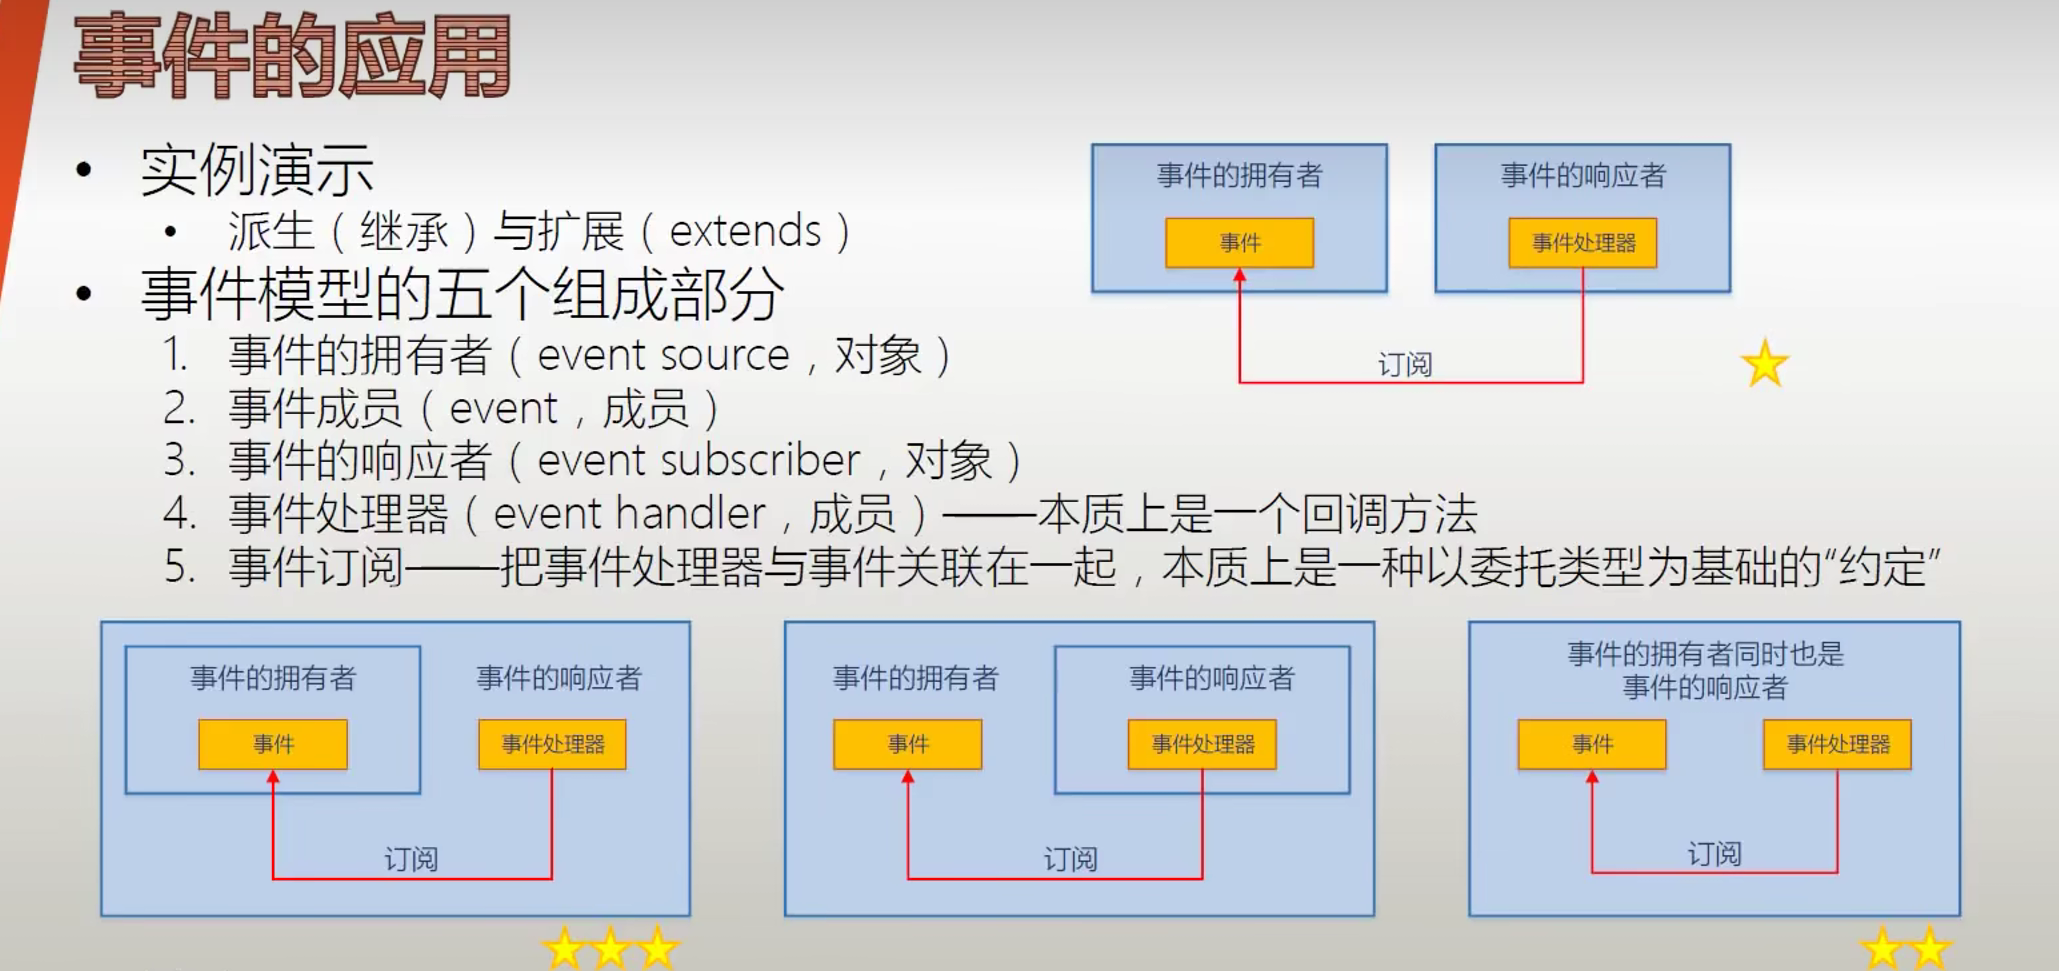 事件的应用
• 实例演示
• 派生（继承）与扩展（extends）
• 事件模型的五个组成部分
1. 事件的拥有者（event source，对象）
2. 事件成员（event，成员）
3. 事件的响应者（event subscriber，对象）
4. 事件处理器（event handler，成员）——本质上是一个回调方法
5. 事件订阅——把事件处理器与事件关联在一起，本质上是一种以委托类型为基础的“约定”
事件的拥有者
事件
事件的响应者
事件处理器
订阅
事件的拥有者
事件
事件的响应者
事件处理器
订阅
事件的拥有者
事件
事件的响应者
事件处理器
订阅
事件的拥有者同时也是
事件的响应者
事件
事件处理器
订阅